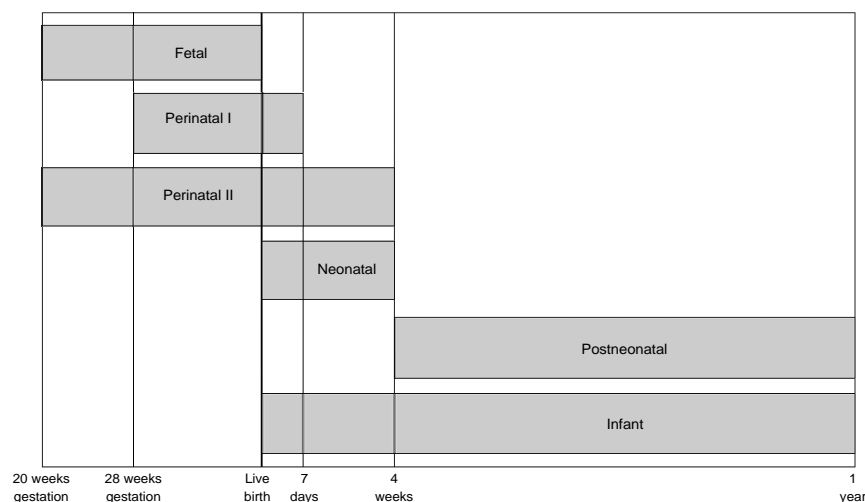 Fetal
Perinatal I
Perinatal II
Neonatal
Postneonatal
Infant
20 weeks 28 weeks Live 7 4 1
gestation gestation birth days weeks year